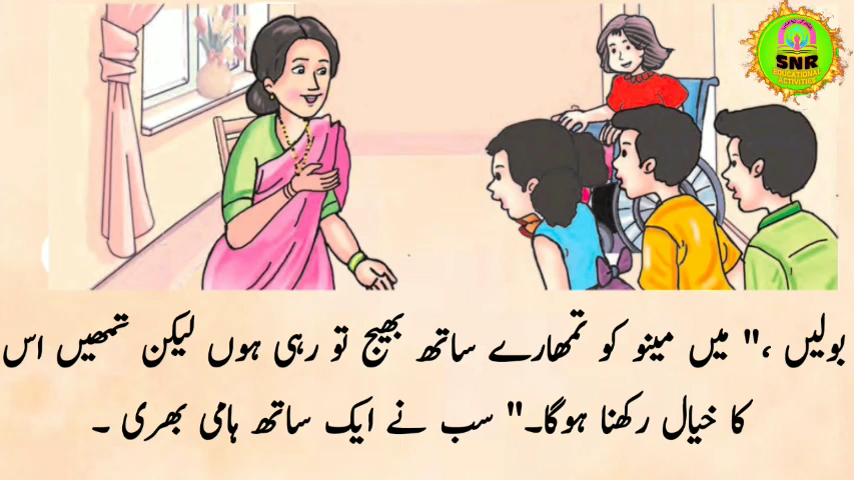 SNR
EDUCATIONAL
ACTIVITIES
بولیں ،" میں مینو کو تمھارے ساتھ بھیج تو رہی ہوں لیکن تمھیں اس
کا خیال رکھنا ہوگا۔" سب نے ایک ساتھ ہامی بھری ۔